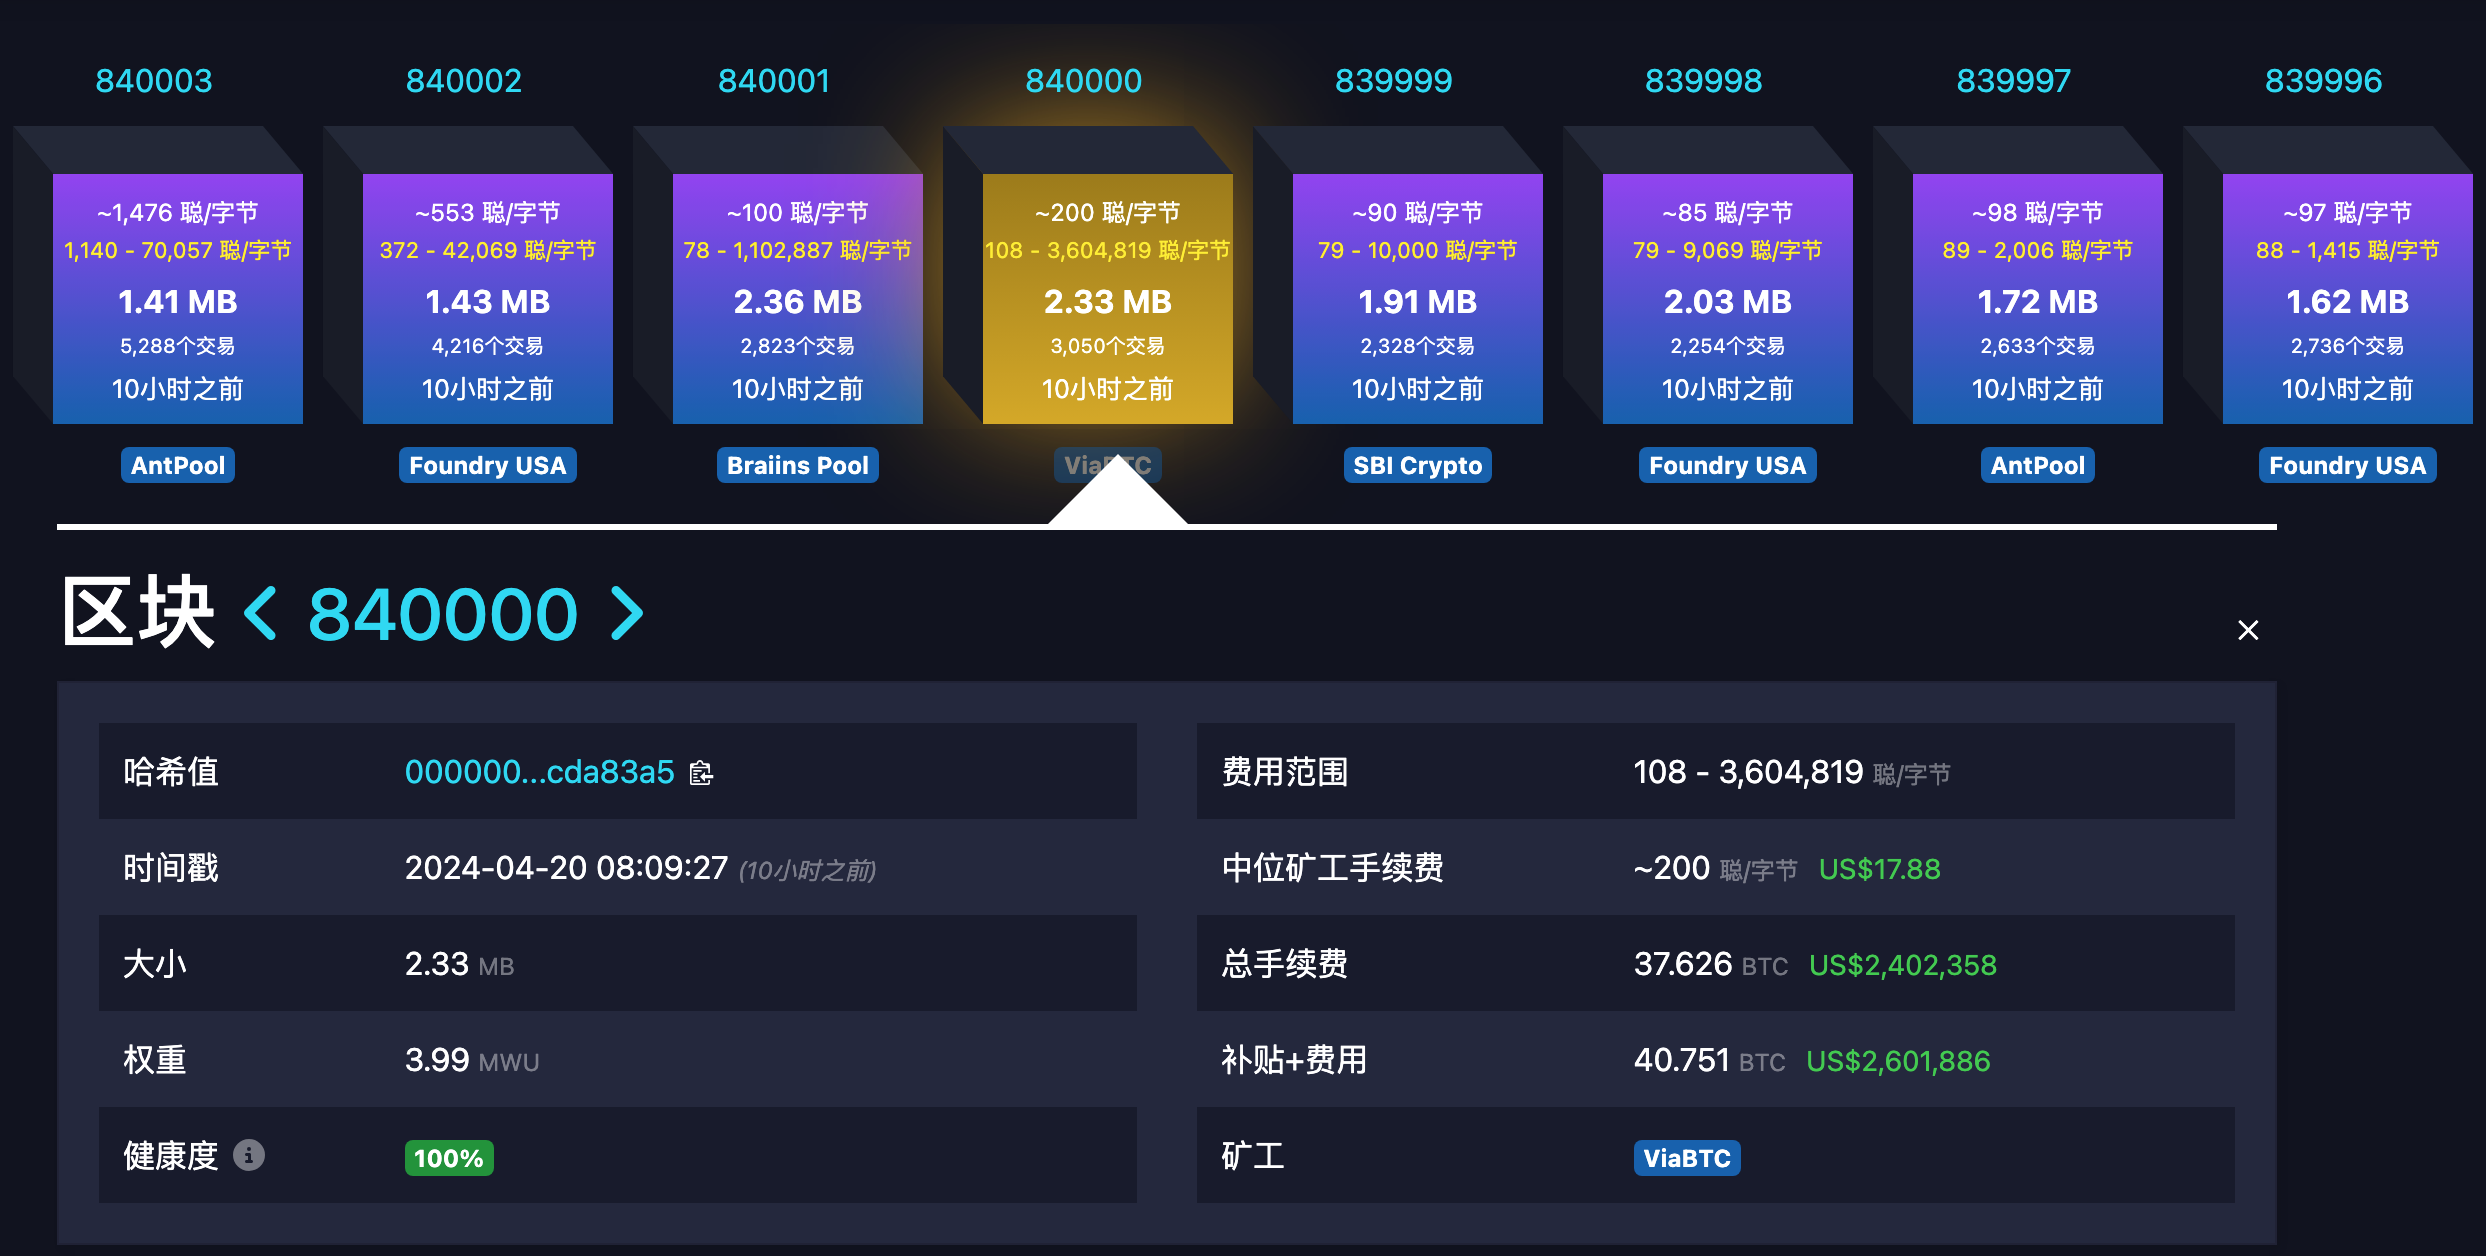 840003
840002
840001
840000
839999
839998
839997
839996
~1,476 聪/字节
1,140 - 70,057 聪/字节
1.41 MB
5,288个交易
10小时之前
AntPool
~553 聪/字节
372 - 42,069 聪/字节
1.43 MB
4,216个交易
10小时之前
Foundry USA
~100 聪/字节
78 - 1,102,887 聪/字节
2.36 MB
2,823个交易
10小时之前
Braiins Pool
~200 聪/字节
108 - 3,604,819 聪/字节
2.33 MB
3,050个交易
10小时之前
ViaBTC
~90 聪/字节
79 - 10,000 聪/字节
1.91 MB
2,328个交易
10小时之前
SBI Crypto
~85 聪/字节
79 - 9,069 聪/字节
2.03 MB
2,254个交易
10小时之前
Foundry USA
~98 聪/字节
89 - 2,006 聪/字节
1.72 MB
2,633个交易
10小时之前
AntPool
~97 聪/字节
88 - 1,415 聪/字节
1.62 MB
2,736个交易
10小时之前
Foundry USA
区块 840000
哈希值 000000...cda83a5
时间戳 2024-04-20 08:09:27 (10小时之前)
大小 2.33 MB
权重 3.99 MWU
健康度 100%
费用范围 108 - 3,604,819 聪/字节
中位矿工手续费 ~200 聪/字节 US$17.88
总手续费 37.626 BTC US$2,402,358
补贴+费用 40.751 BTC US$2,601,886
矿工 ViaBTC